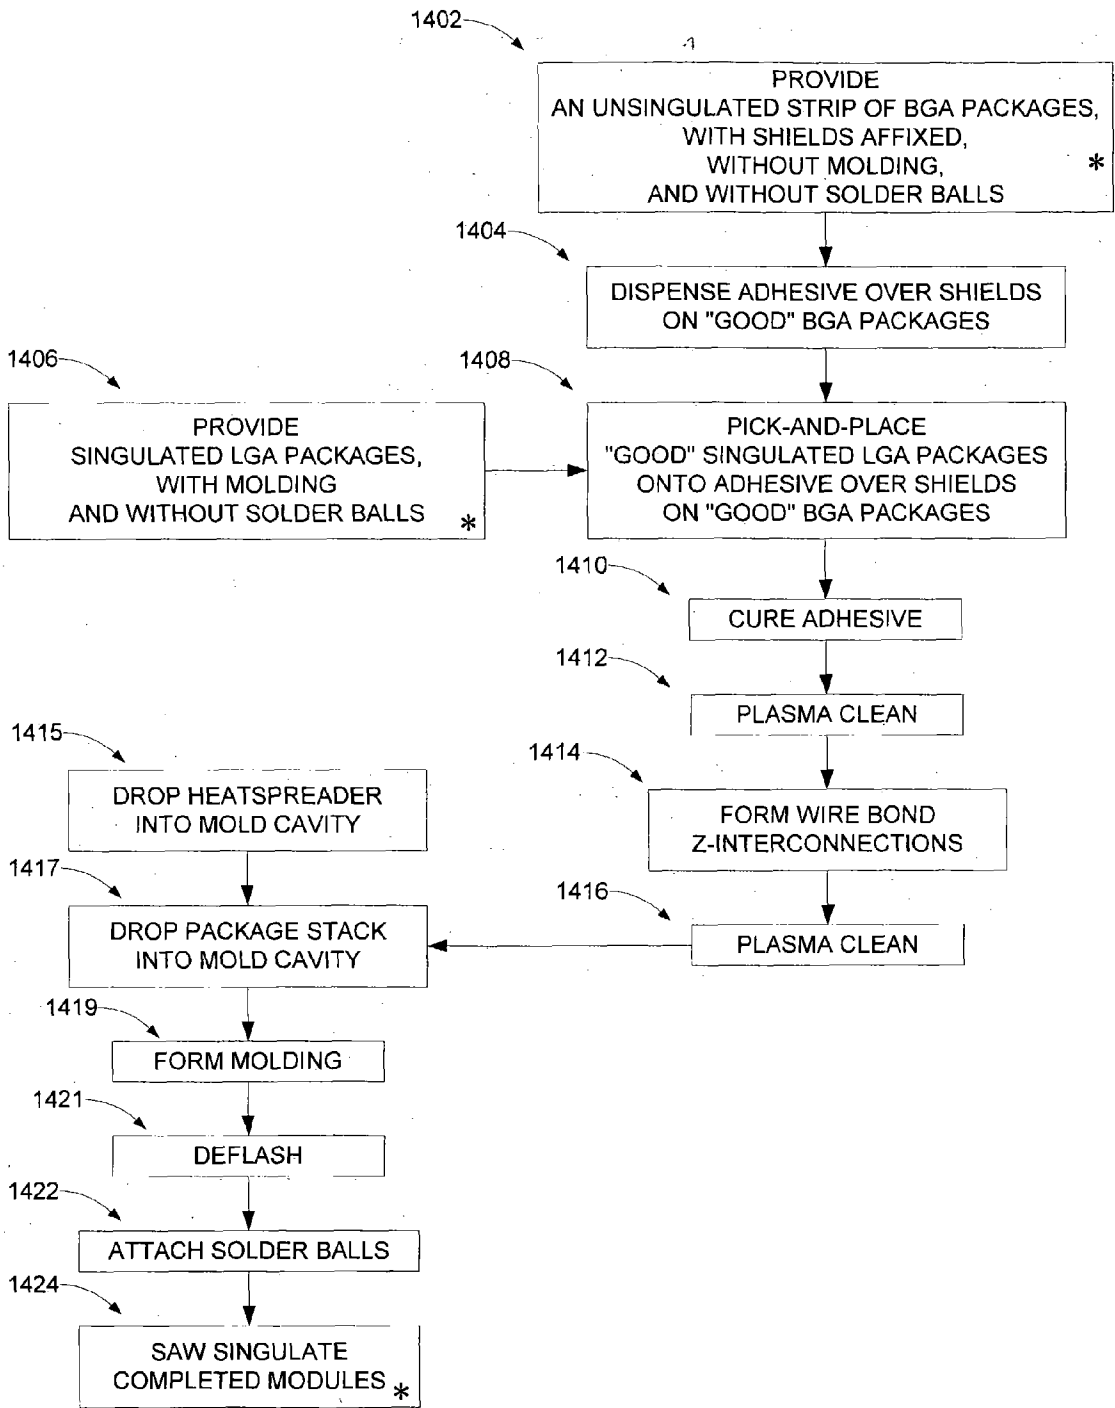 1402
PROVIDE
AN UNSINGULATED STRIP OF BGA PACKAGES,
WITH SHIELDS AFFIXED,
WITHOUT MOLDING,
AND WITHOUT SOLDER BALLS
*
1404
DISPENSE ADHESIVE OVER SHIELDS
ON "GOOD" BGA PACKAGES
1406
PROVIDE
SINGULATED LGA PACKAGES,
WITH MOLDING
AND WITHOUT SOLDER BALLS
*
1408
PICK-AND-PLACE
"GOOD" SINGULATED LGA PACKAGES
ONTO ADHESIVE OVER SHIELDS
ON "GOOD" BGA PACKAGES
1410
CURE ADHESIVE
1412
PLASMA CLEAN
1414
FORM WIRE BOND
Z-INTERCONNECTIONS
1416
PLASMA CLEAN
1415
DROP HEATSPREADER
INTO MOLD CAVITY
1417
DROP PACKAGE STACK
INTO MOLD CAVITY
1419
FORM MOLDING
1421
DEFLASH
1422
ATTACH SOLDER BALLS
1424
SAW SINGULATE
COMPLETED MODULES
*